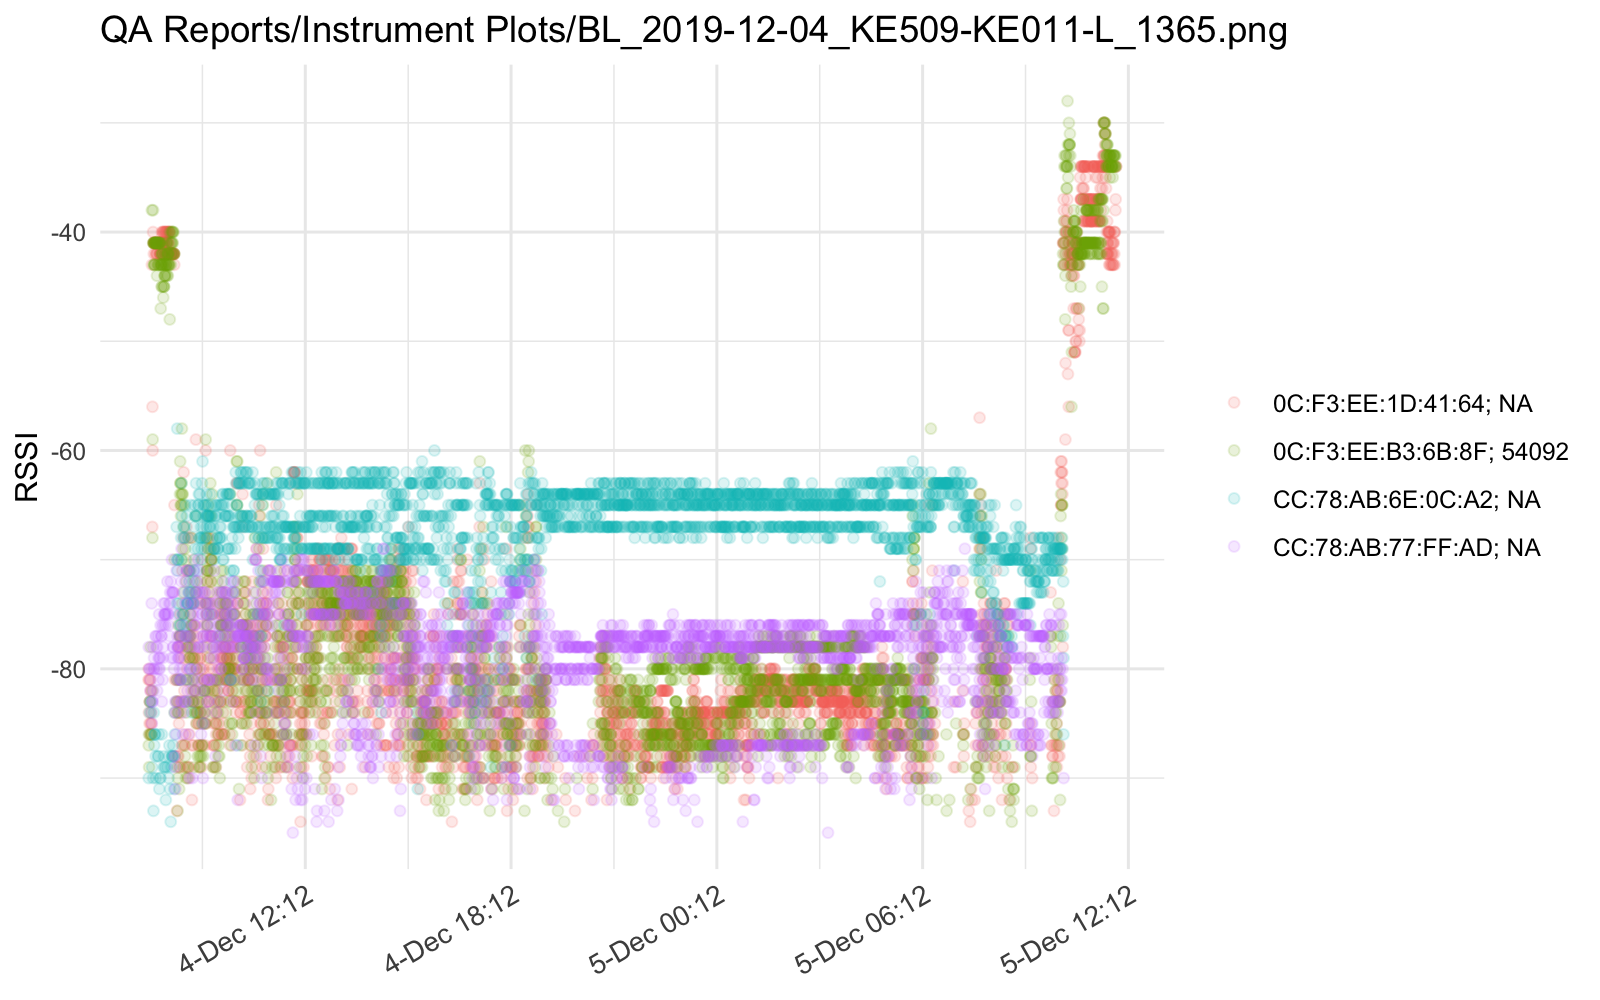 QA Reports/Instrument Plots/BL_2019-12-04_KE509-KE011-L_1365.png
RSSI
-40
-60
-80
4-Dec 12:12
4-Dec 18:12
5-Dec 00:12
5-Dec 06:12
5-Dec 12:12
0C:F3:EE:1D:41:64; NA
0C:F3:EE:B3:6B:8F; 54092
CC:78:AB:6E:0C:A2; NA
CC:78:AB:77:FF:AD; NA